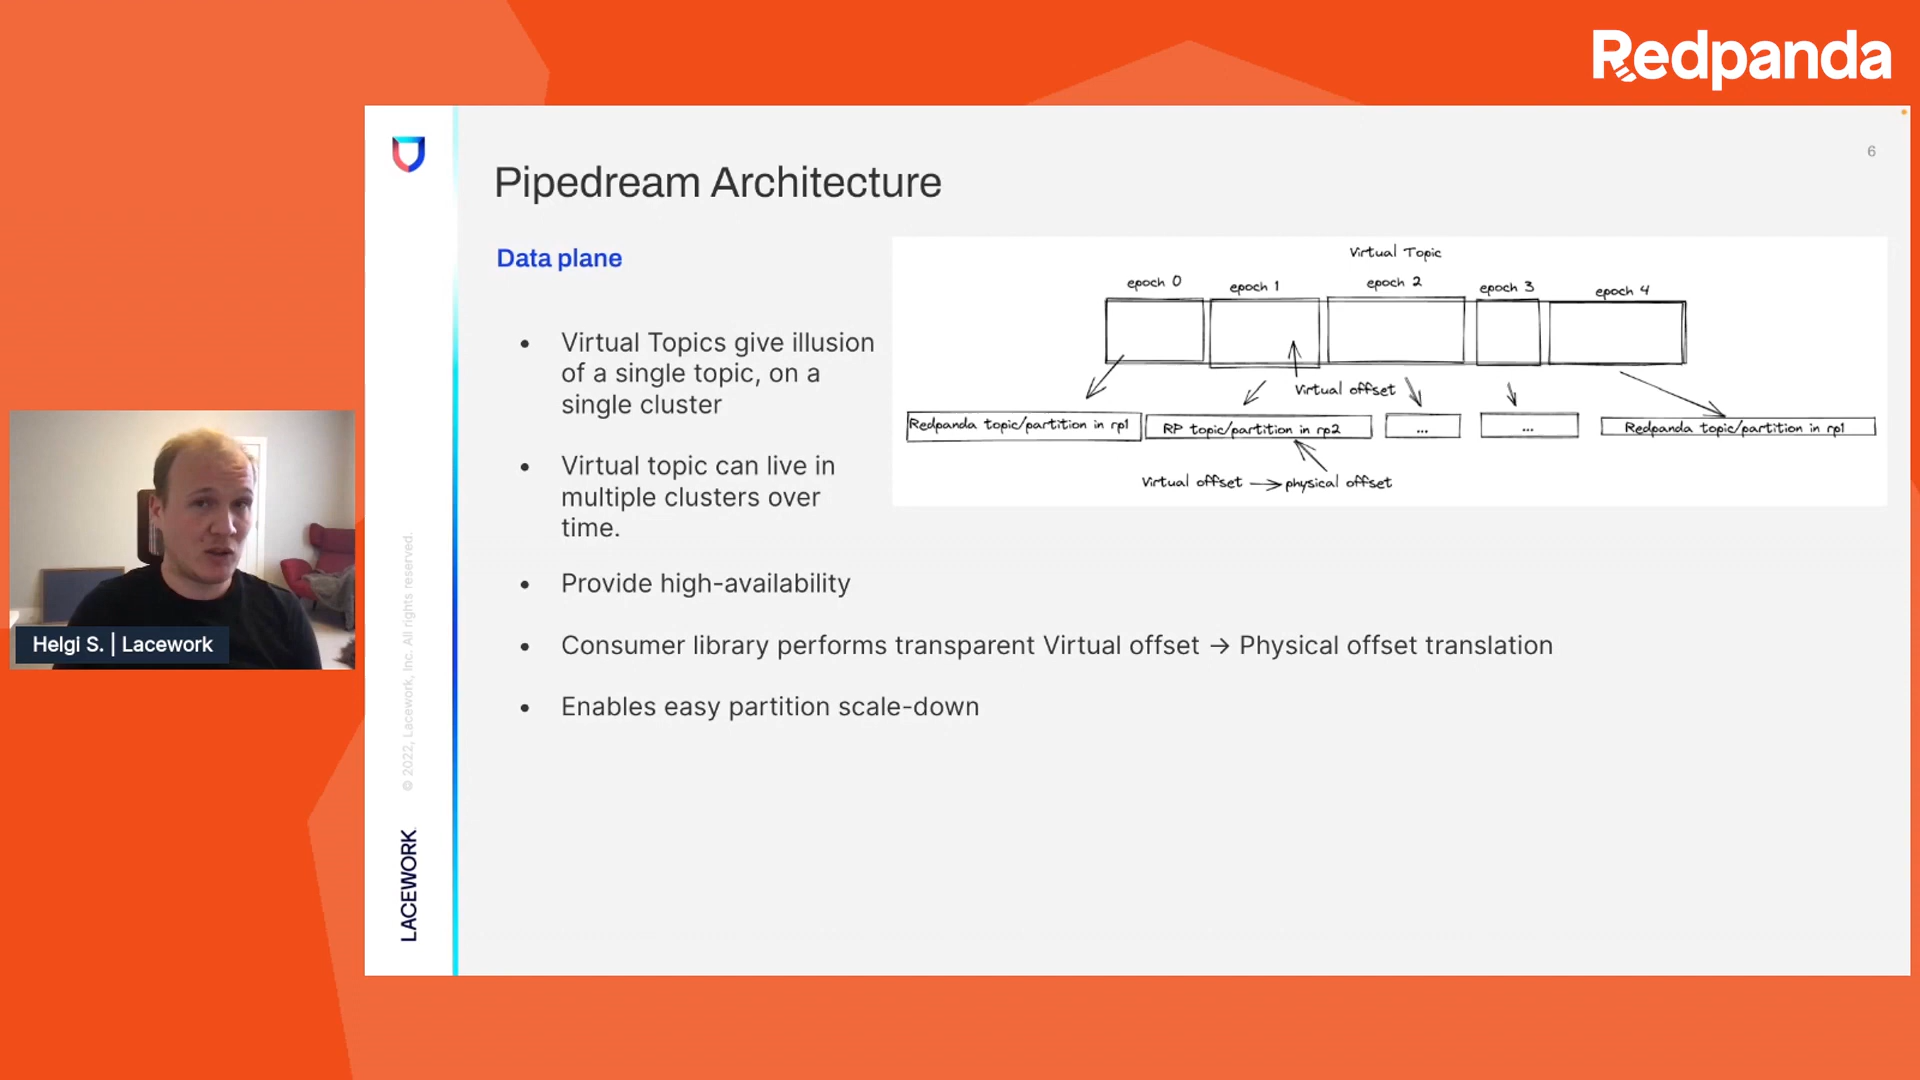 Redpanda
6
Pipedream Architecture
Data plane
• Virtual Topics give illusion
of a single topic, on a
single cluster
• Virtual topic can live in
multiple clusters over
time.
• Provide high-availability
• Consumer library performs transparent Virtual offset → Physical offset translation
• Enables easy partition scale-down
Virtual Topic
epoch 0 epoch 1 epoch 2 epoch 3 epoch 4
Virtual offset
Redpanda topic/partition in rp1 RP topic/partition in rp2 ... ... Redpanda topic/partition in rp1
Virtual offset → physical offset
Helgi S. | Lacework
© 2022, Lacework, Inc. All rights reserved.
LACEWORK